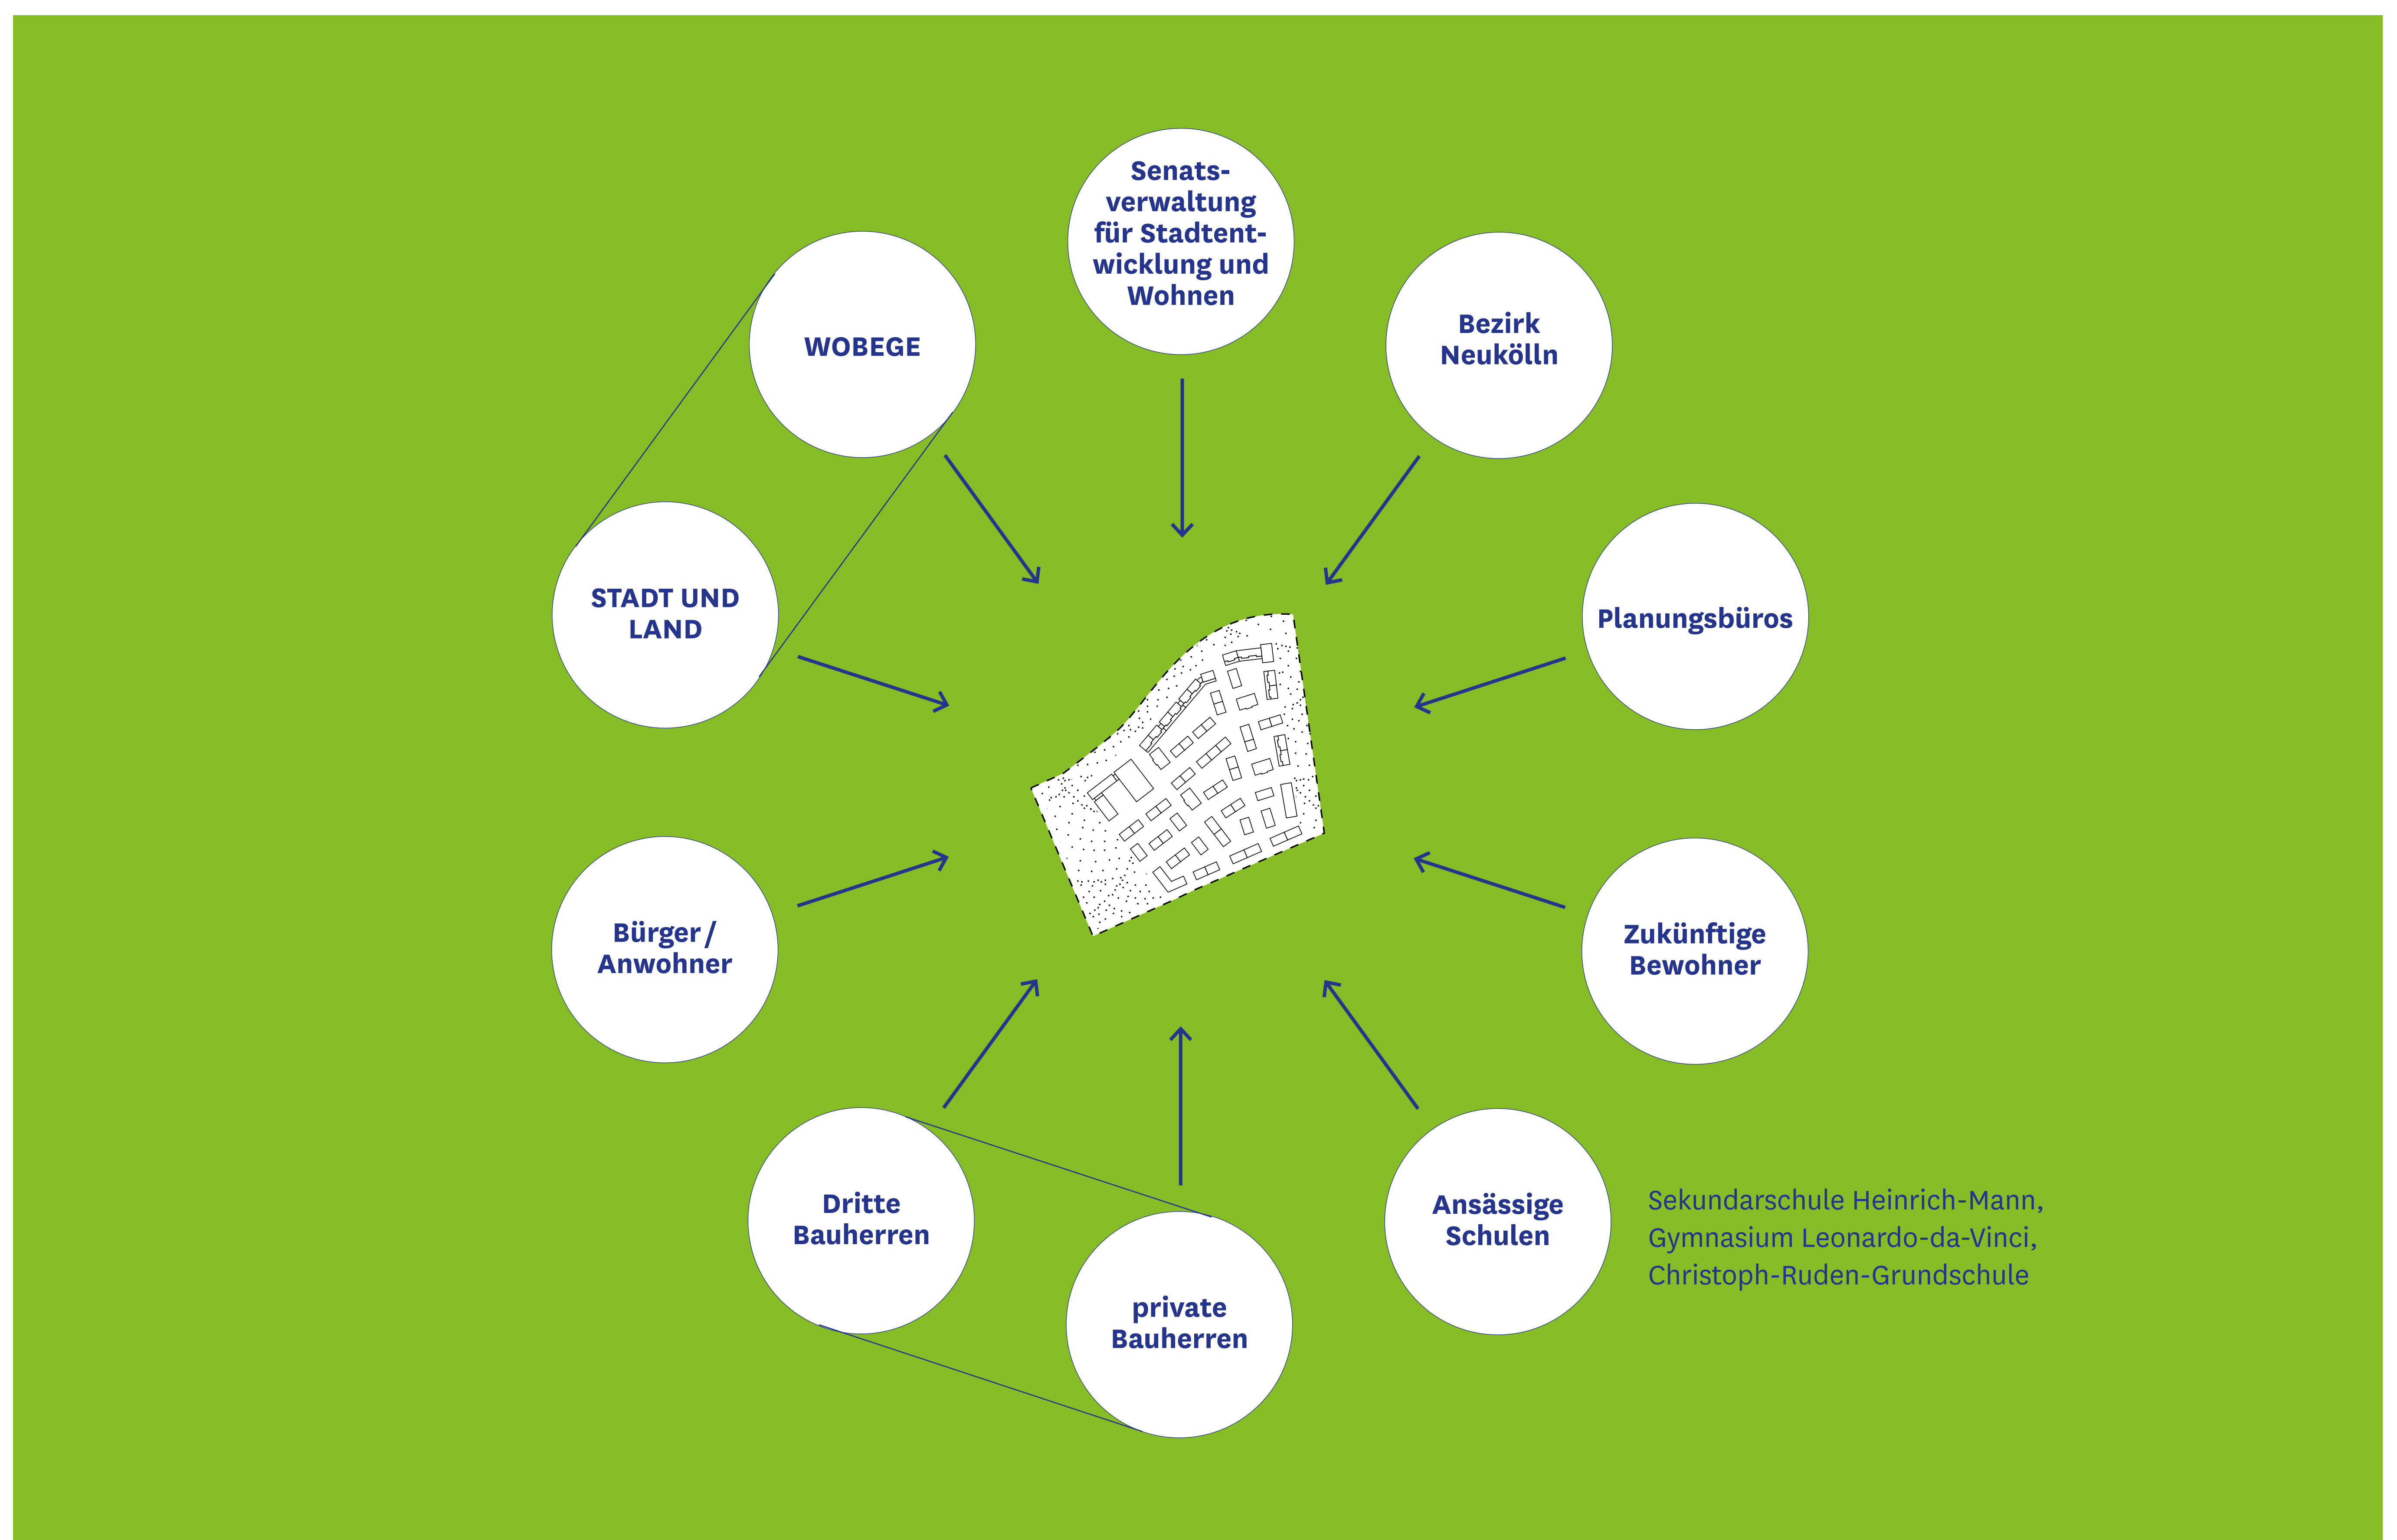 Senats-
verwaltung
für Stadtent-
wicklung und
Wohnen
WOBEGE
Bezirk
Neukölln
STADT UND
LAND
Planungsbüros
Bürger/
Anwohner
Zukünftige
Bewohner
Dritte
Bauherren
private
Bauherren
Ansässige
Schulen
Sekundarschule Heinrich-Mann,
Gymnasium Leonardo-da-Vinci,
Christoph-Ruden-Grundschule